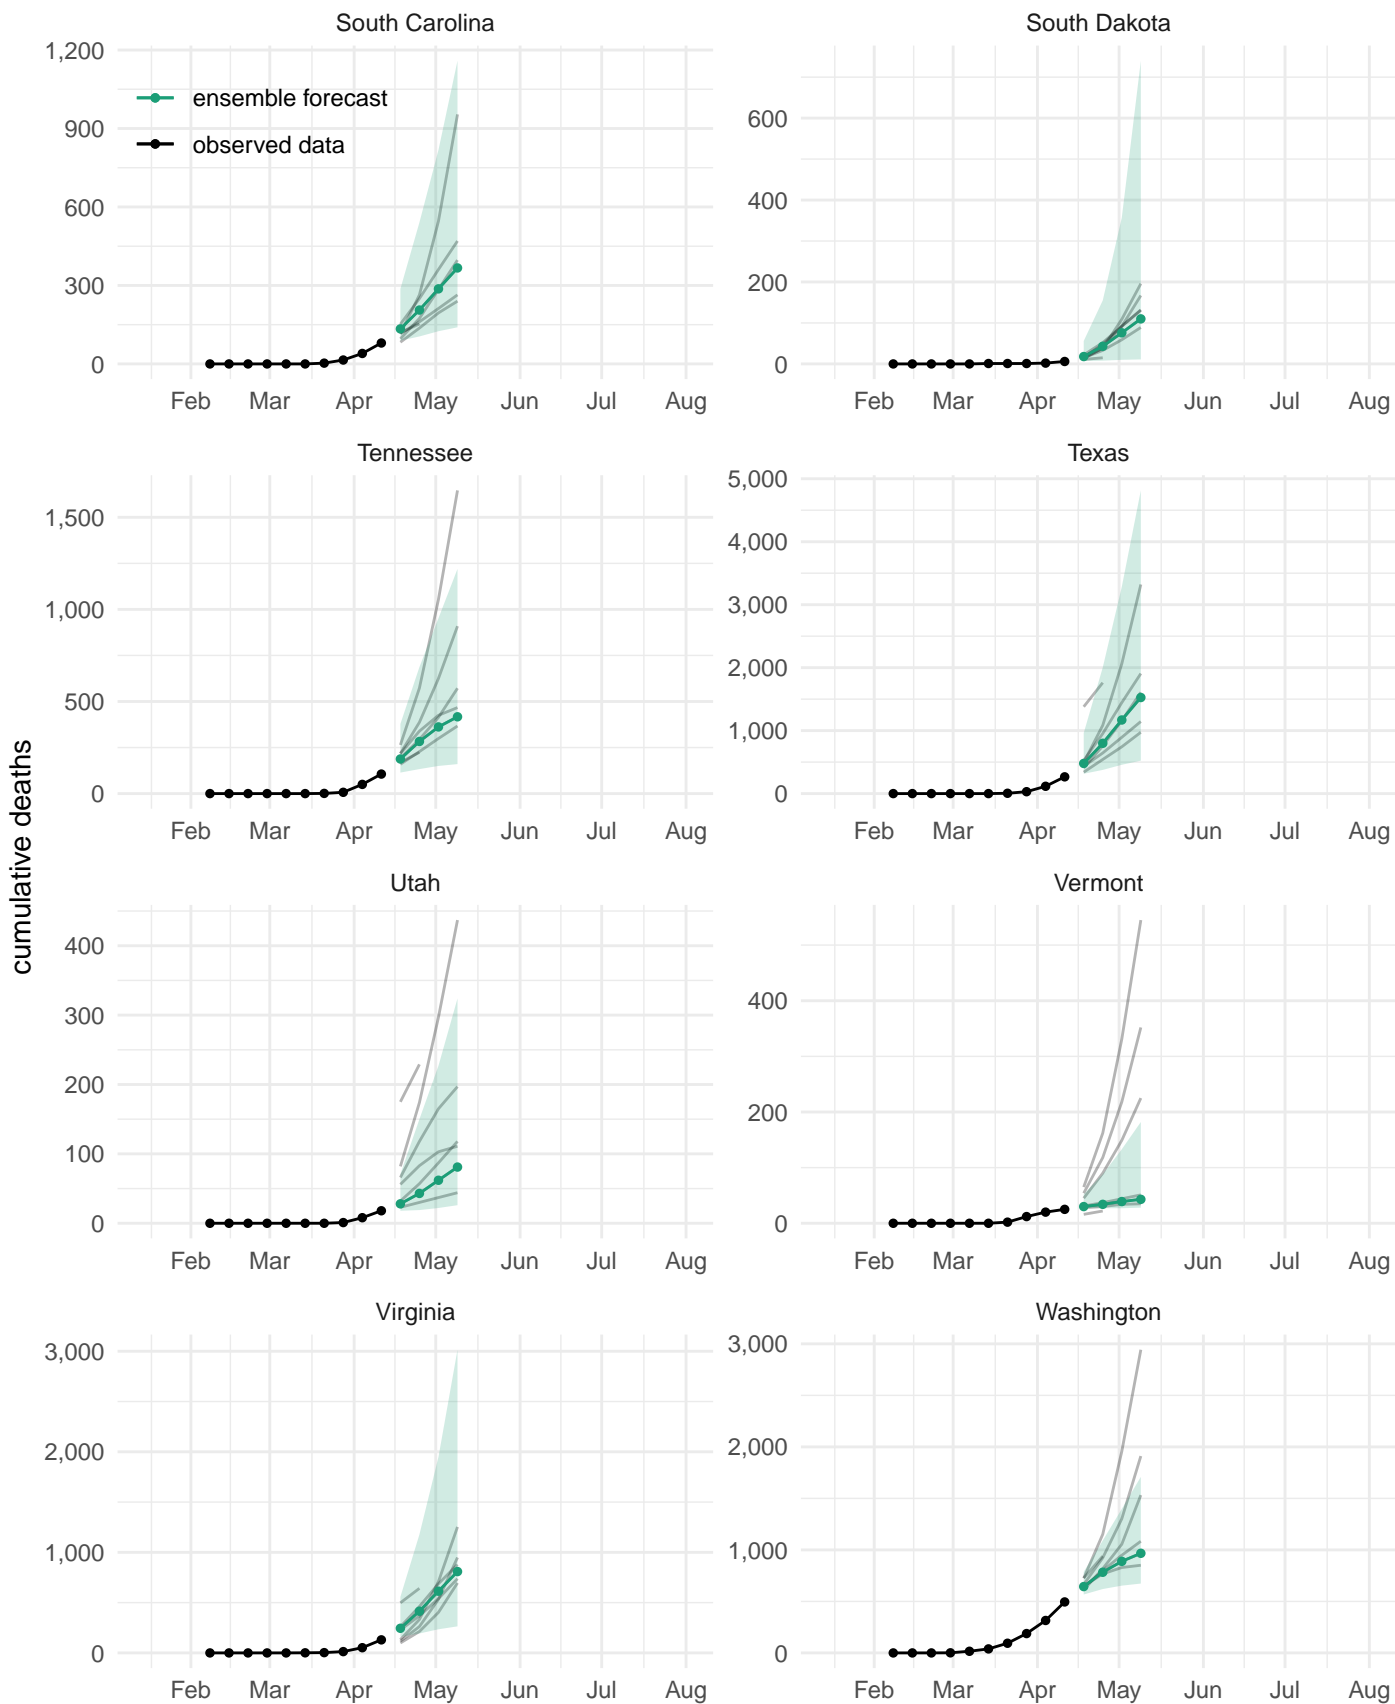 South Carolina
1,200
900
600
300
0
ensemble forecast
observed data
Feb Mar Apr May Jun Jul Aug
South Dakota
600
400
200
0
Feb Mar Apr May Jun Jul Aug
Tennessee
1,500
1,000
500
0
Feb Mar Apr May Jun Jul Aug
Texas
5,000
4,000
3,000
2,000
1,000
0
Feb Mar Apr May Jun Jul Aug
cumulative deaths
Utah
400
300
200
100
0
Feb Mar Apr May Jun Jul Aug
Vermont
400
200
0
Feb Mar Apr May Jun Jul Aug
Virginia
3,000
2,000
1,000
0
Feb Mar Apr May Jun Jul Aug
Washington
3,000
2,000
1,000
0
Feb Mar Apr May Jun Jul Aug